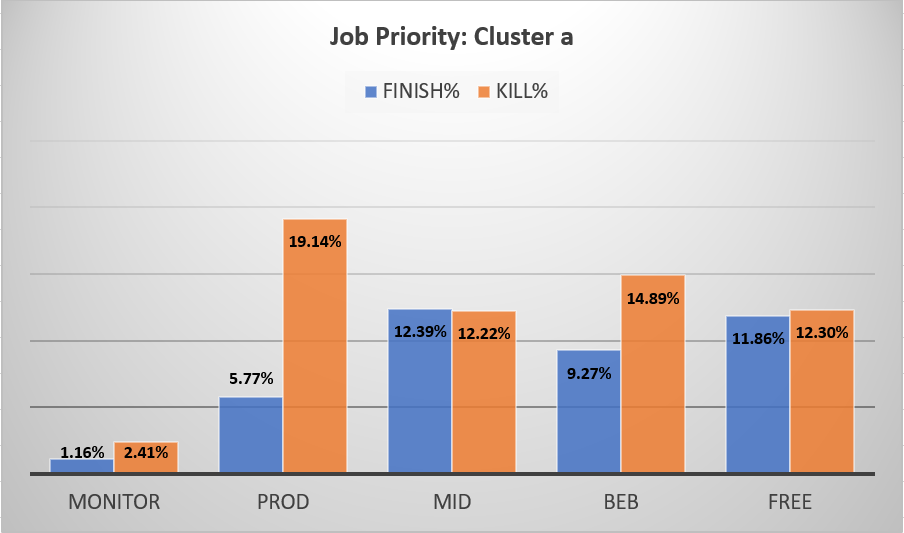 Job Priority: Cluster a
FINISH% KILL%
19.14%
14.89%
12.39% 12.22% 11.86% 12.30%
5.77% 9.27%
1.16% 2.41%
MONITOR PROD MID BEB FREE